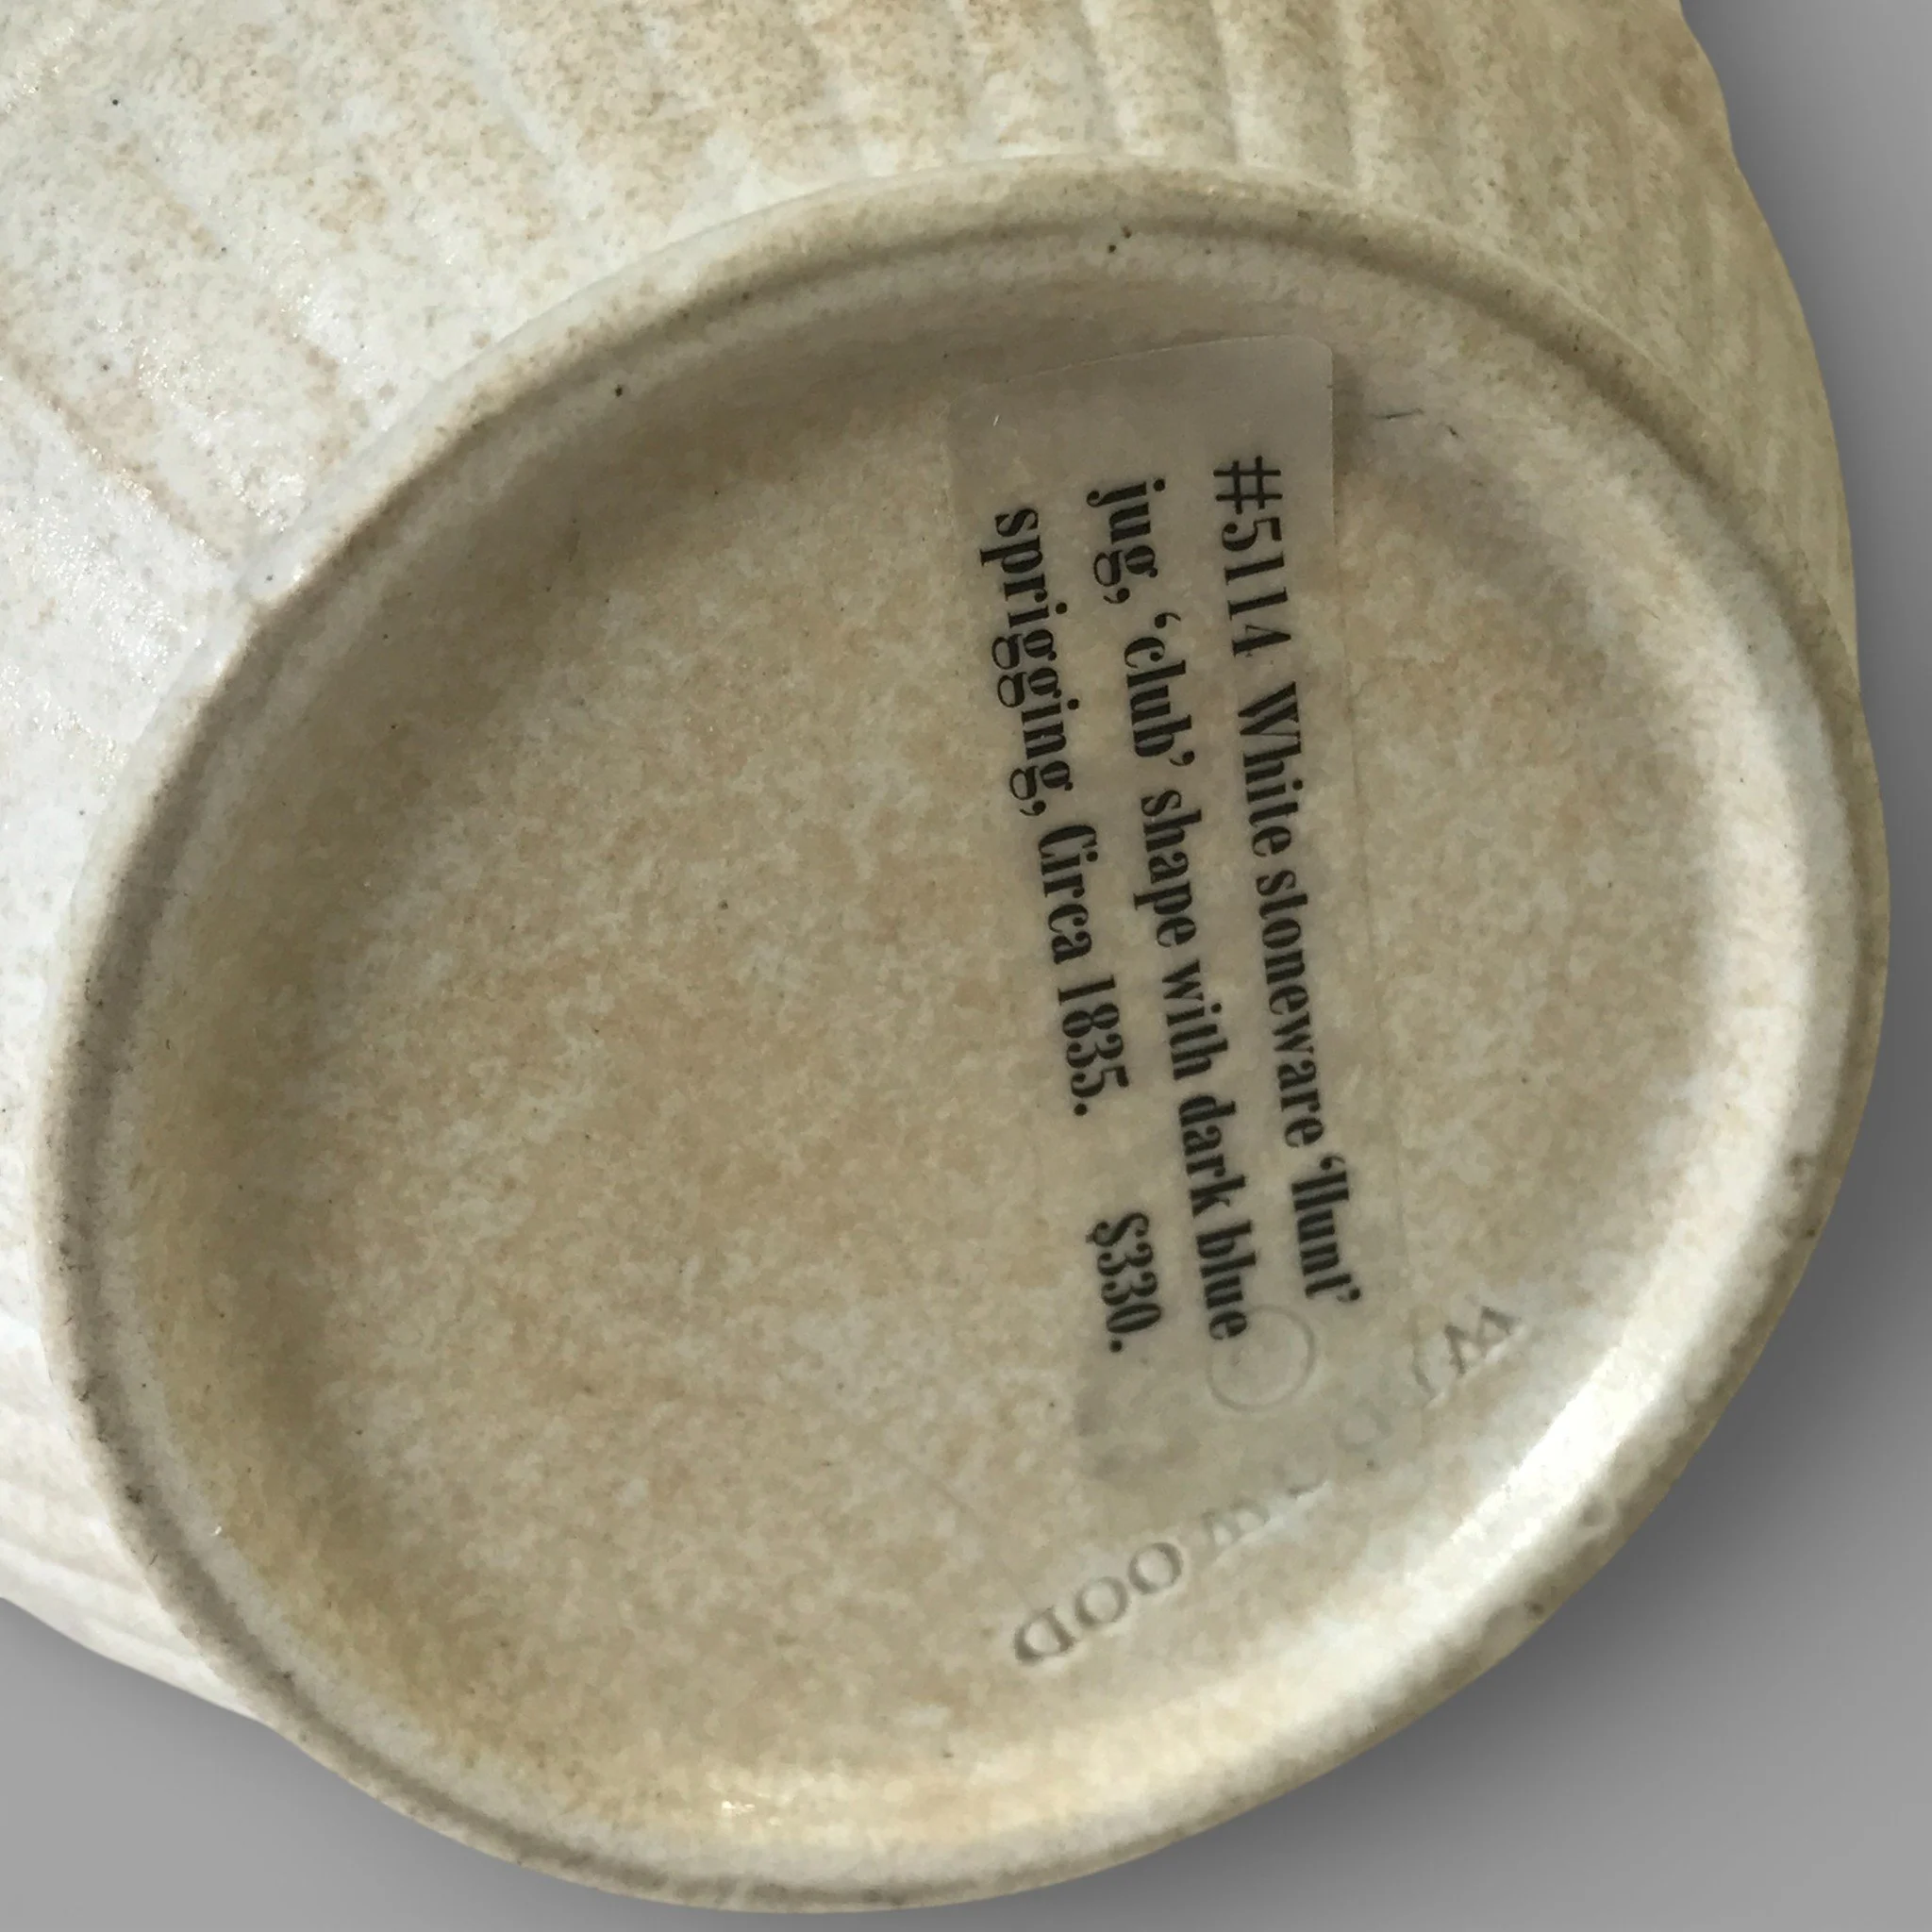 #5114 White stoneware ‘Hunt’
jug, ‘club’ shape with dark blue
sprigging, Circa 1835. $330.